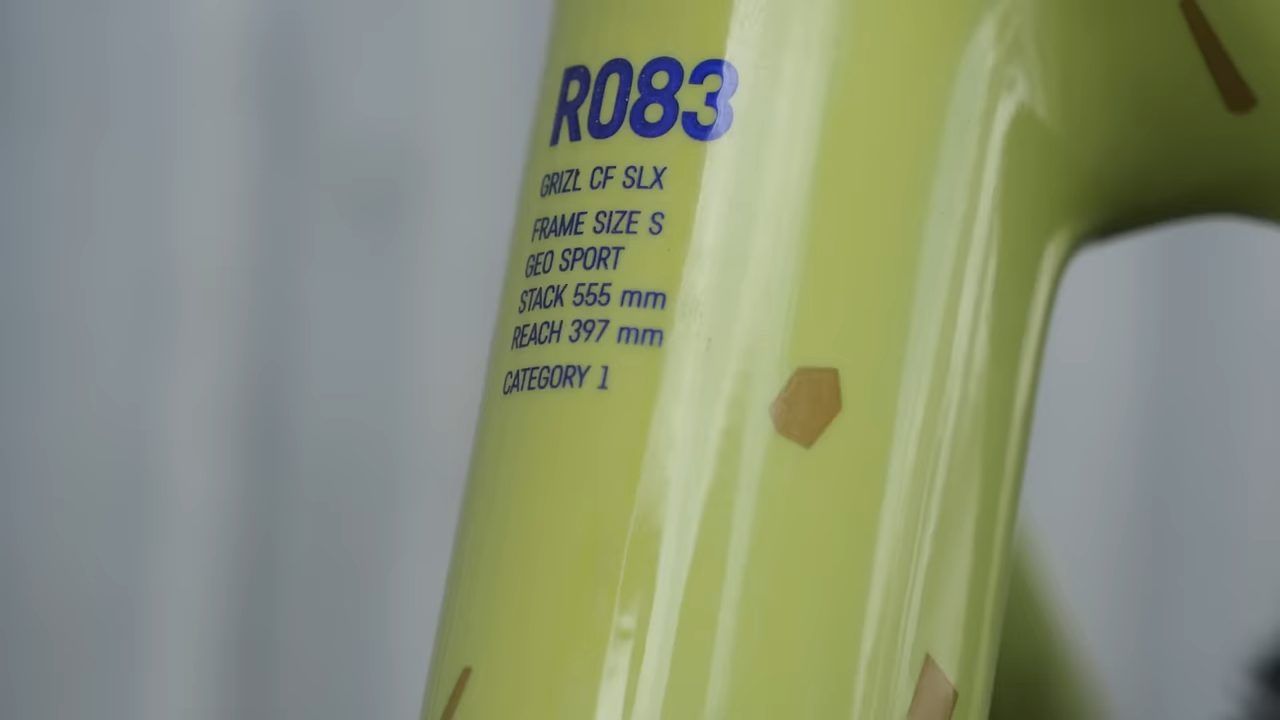 R083
GRIZL CF SLX
FRAME SIZE S
GEO SPORT
STACK 555 mm
REACH 397 mm
CATEGORY 1